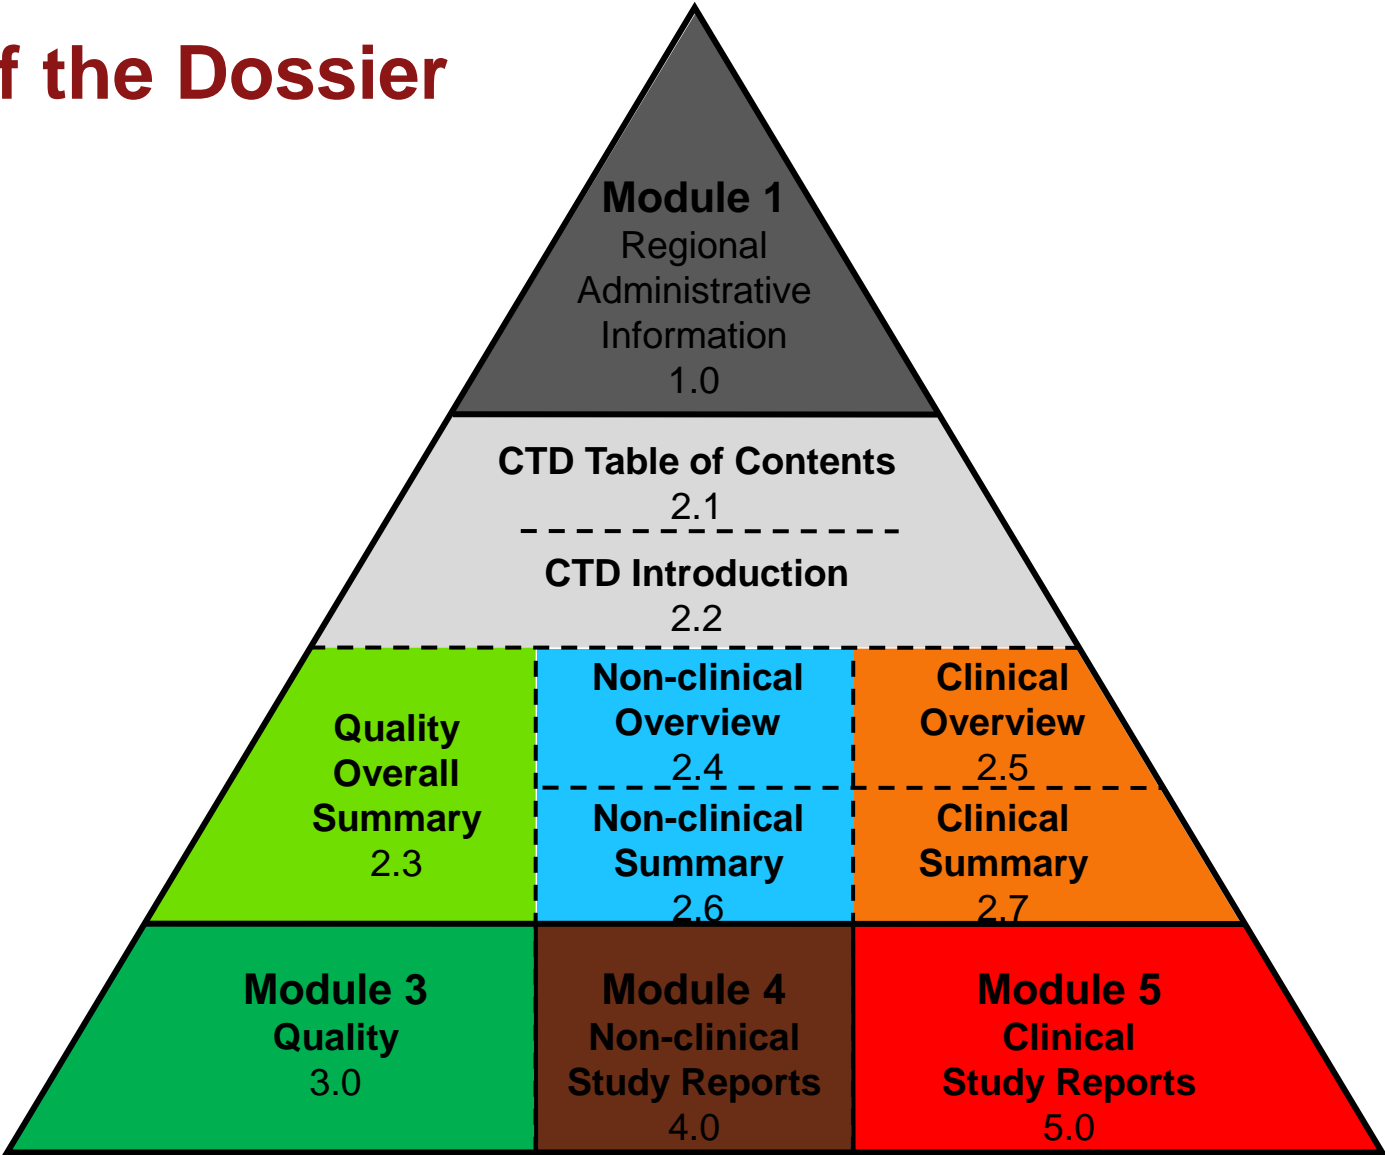 f the Dossier
Module 1
Regional
Administrative
Information
1.0
CTD Table of Contents
2.1
CTD Introduction
2.2
Quality
Overall
Summary
2.3
Non-clinical
Overview
2.4
Clinical
Overview
2.5
Non-clinical
Summary
2.6
Clinical
Summary
2.7
Module 3
Quality
3.0
Module 4
Non-clinical
Study Reports
4.0
Module 5
Clinical
Study Reports
5.0